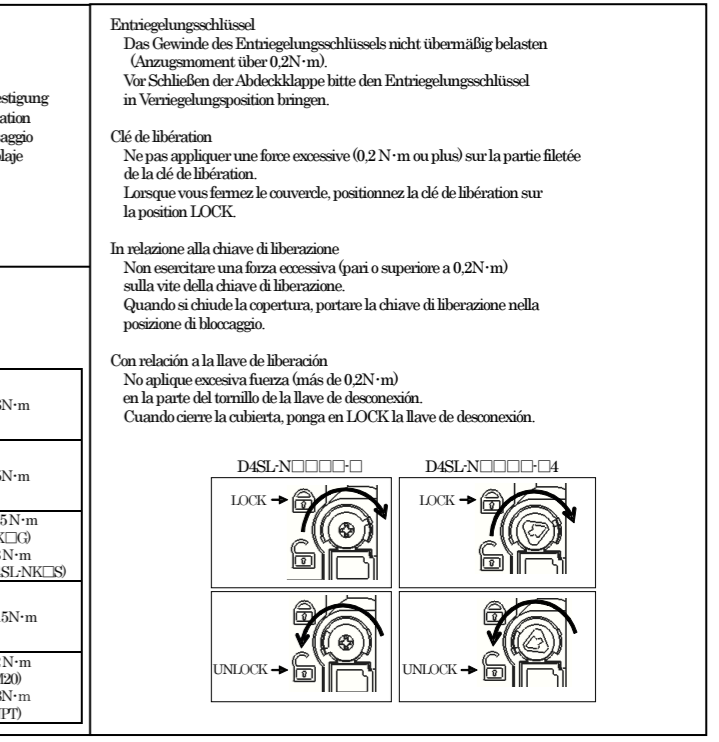 Entriegelungsschlüssel
Das Gewinde des Entriegelungsschlüssels nicht übermäßig belasten
(Anzugsmoment über 0,2N·m).
Vor Schließen der Abdeckklappe bitte den Entriegelungsschlüssel
in Verriegelungsposition bringen.
Clé de libération
Ne pas appliquer une force excessive (0,2 N·m ou plus) sur la partie filetée
de la clé de libération.
Lorsque vous fermez le couvercle, positionnez la clé de libération sur
la position LOCK.
In relazione alla chiave di liberazione
Non esercitare una forza eccessiva (pari o superiore a 0,2N·m)
sulla vite della chiave di liberazione.
Quando si chiude la copertura, portare la chiave di liberazione nella
posizione di bloccaggio.
Con relación a la llave de liberación
No aplique excesiva fuerza (más de 0,2N·m)
en la parte del tornillo de la llave de desconexión.
Cuando cierre la cubierta, ponga en LOCK la llave de desconexión.
D4SL-N□□□□-□ D4SL-N□□□□-□4
LOCK → LOCK →
UNLOCK → UNLOCK →
estigung
ation
aggio
laje
N·m
N·m
5 N·m
K□G)
N·m
SL-NK□S)
5N·m
N·m
M20)
N·m
PT)